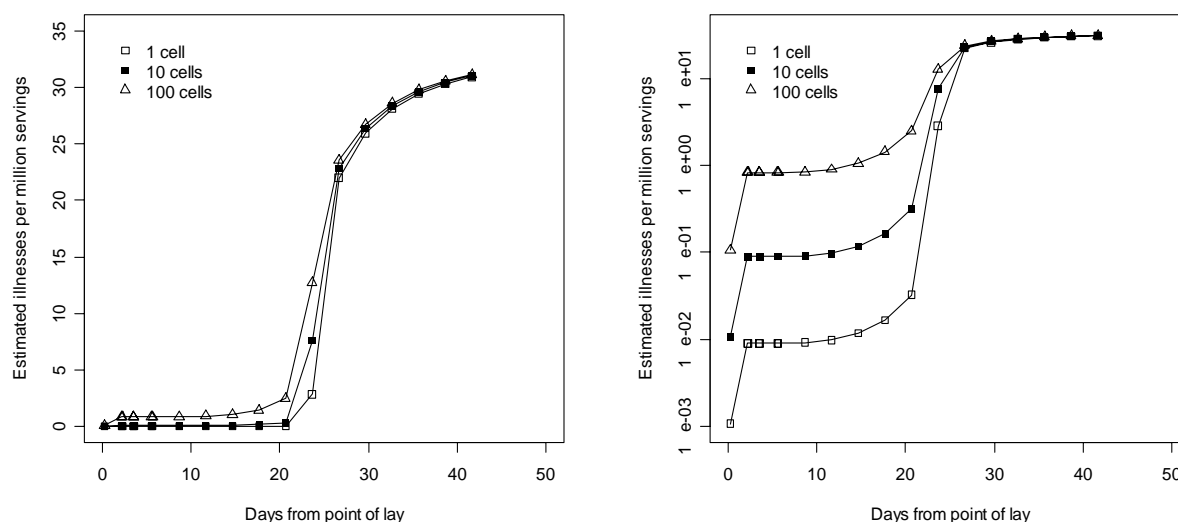 Estimated illnesses per million servings
35
30
25
20
15
10
5
0
1 cell
10 cells
100 cells
0 10 20 30 40 50
Days from point of lay
Estimated illnesses per million servings
1 e+01
1 e+00
1 e-01
1 e-02
1 e-03
1 cell
10 cells
100 cells
0 10 20 30 40 50
Days from point of lay